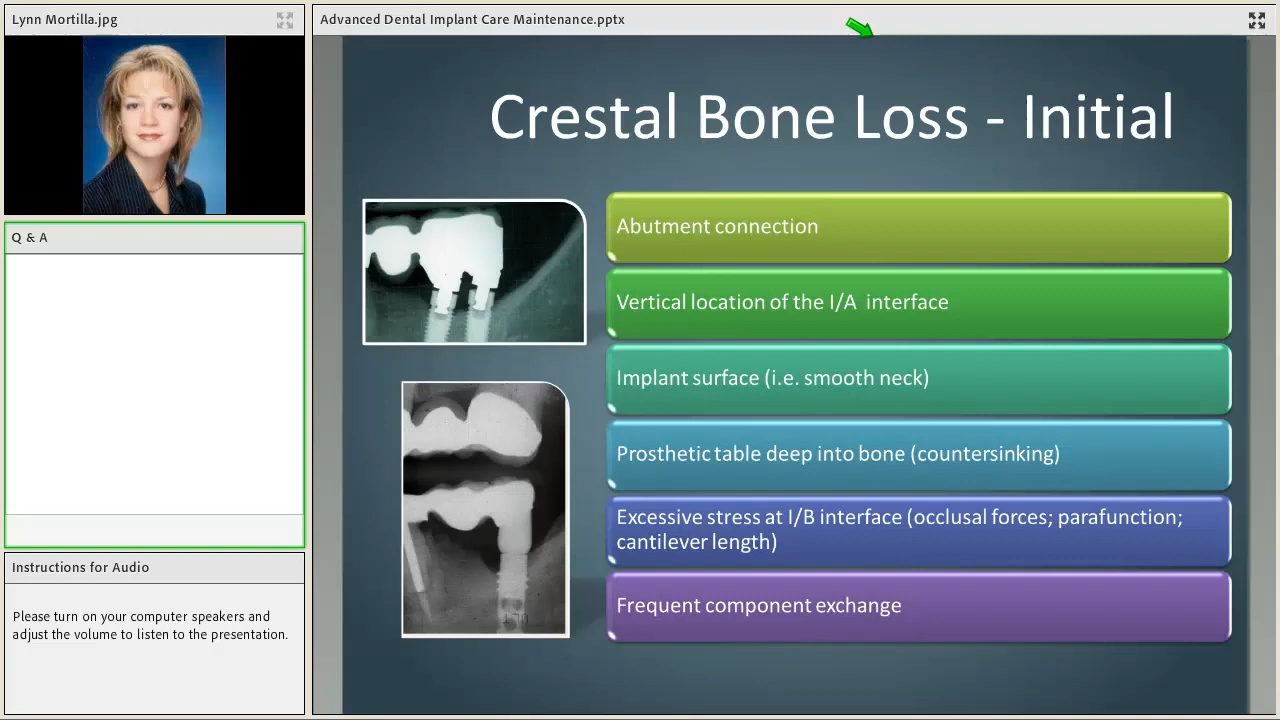 Lynn Mortilla.jpg
Advanced Dental Implant Care Maintenance.pptx
Crestal Bone Loss - Initial
Abutment connection
Vertical location of the I/A interface
Implant surface (i.e. smooth neck)
Prosthetic table deep into bone (countersinking)
Excessive stress at I/B interface (occlusal forces; parafunction;
cantilever length)
Frequent component exchange
Q & A
Instructions for Audio
Please turn on your computer speakers and
adjust the volume to listen to the presentation.